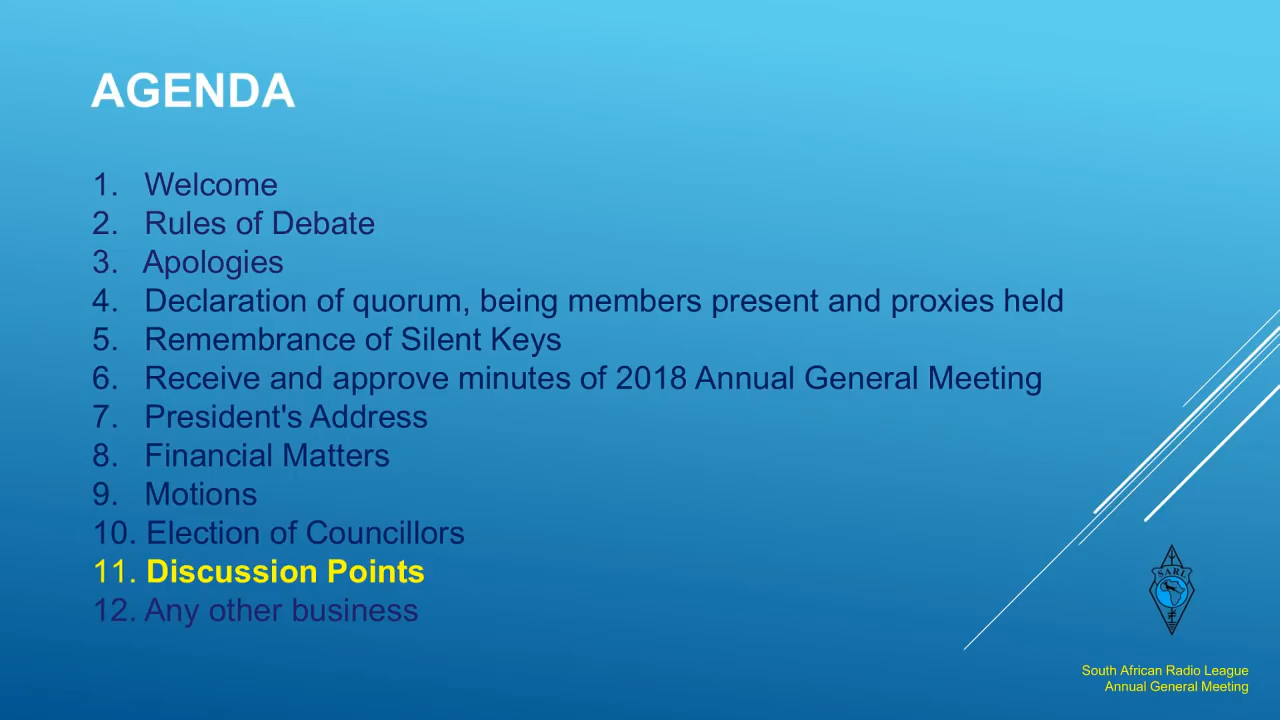 AGENDA
1. Welcome
2. Rules of Debate
3. Apologies
4. Declaration of quorum, being members present and proxies held
5. Remembrance of Silent Keys
6. Receive and approve minutes of 2018 Annual General Meeting
7. President's Address
8. Financial Matters
9. Motions
10. Election of Councillors
11. Discussion Points
12. Any other business
SARL
South African Radio League
Annual General Meeting